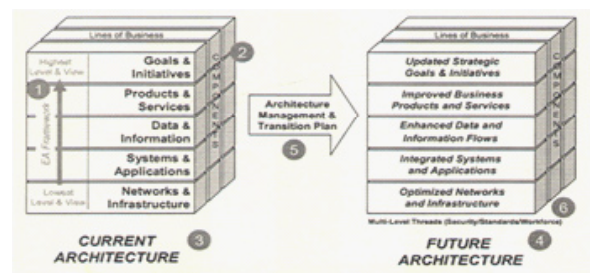 Lines of Business
Highest
Level & View
1
EA Framework
Lowest
Level & View
Goals &
Initiatives
Products &
Services
Data &
Information
Systems &
Applications
Networks &
Infrastructure
COMPONENTS
2
CURRENT
ARCHITECTURE
3
Architecture
Management &
Transition Plan
5
Lines of Business
Updated Strategic
Goals & Initiatives
Improved Business
Products and Services
Enhanced Data and
Information Flows
Integrated Systems
and Applications
Optimized Networks
and Infrastructure
COMPONENTS
6
Multi-Level Threads (Security/Standards/Workforce)
4
FUTURE
ARCHITECTURE